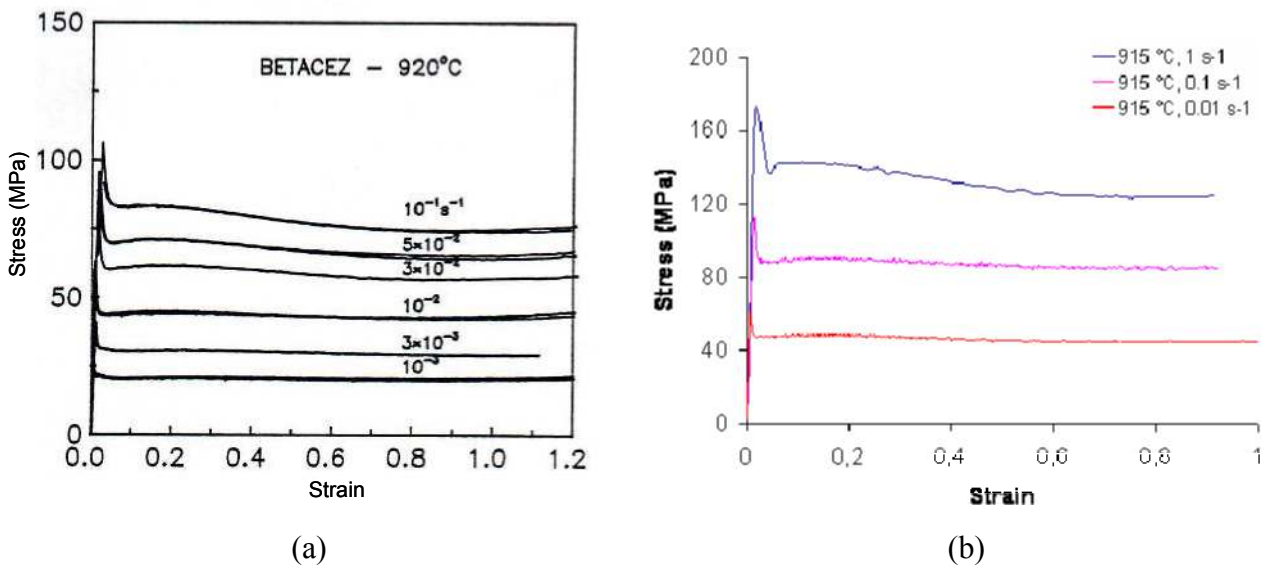 150
100
50
0
Stress (MPa)
BETACEZ – 920°C
10⁻¹s⁻¹
5×10⁻²
3×10⁻²
10⁻²
3×10⁻³
10⁻³
0.0 0.2 0.4 0.6 0.8 1.0 1.2
Strain
(a)
200
160
120
80
40
0
Stress (MPa)
915 °C, 1 s-1
915 °C, 0.1 s-1
915 °C, 0.01 s-1
0 0,2 0,4 0,6 0,8 1
Strain
(b)